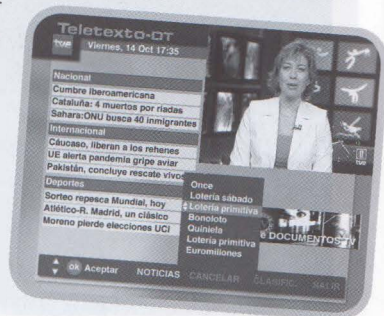 Teletexto-DT
Viernes, 14 Oct 17:35
Nacional
Cumbre Iberoamericana
Cataluña: 4 muertos por riadas
Sahara:ONU busca 40 inmigrantes
Internacional
Cáucaso, liberan a los rehenes
UE alerta pandemia gripe aviar
Pakistán, concluye rescate vivos
Deportes
Sorteo repesca Mundial, hoy
Atlético-R. Madrid, un clásico
Moreno pierde elecciones UCI
Once
Lotería sábado
Lotería primitiva
Bonoloto
Quiniela
Lotería primitiva
Euromillones
e DOCUMENTOS TV
OK Aceptar NOTICIAS CANCELAR CLASIFIC. SALIR